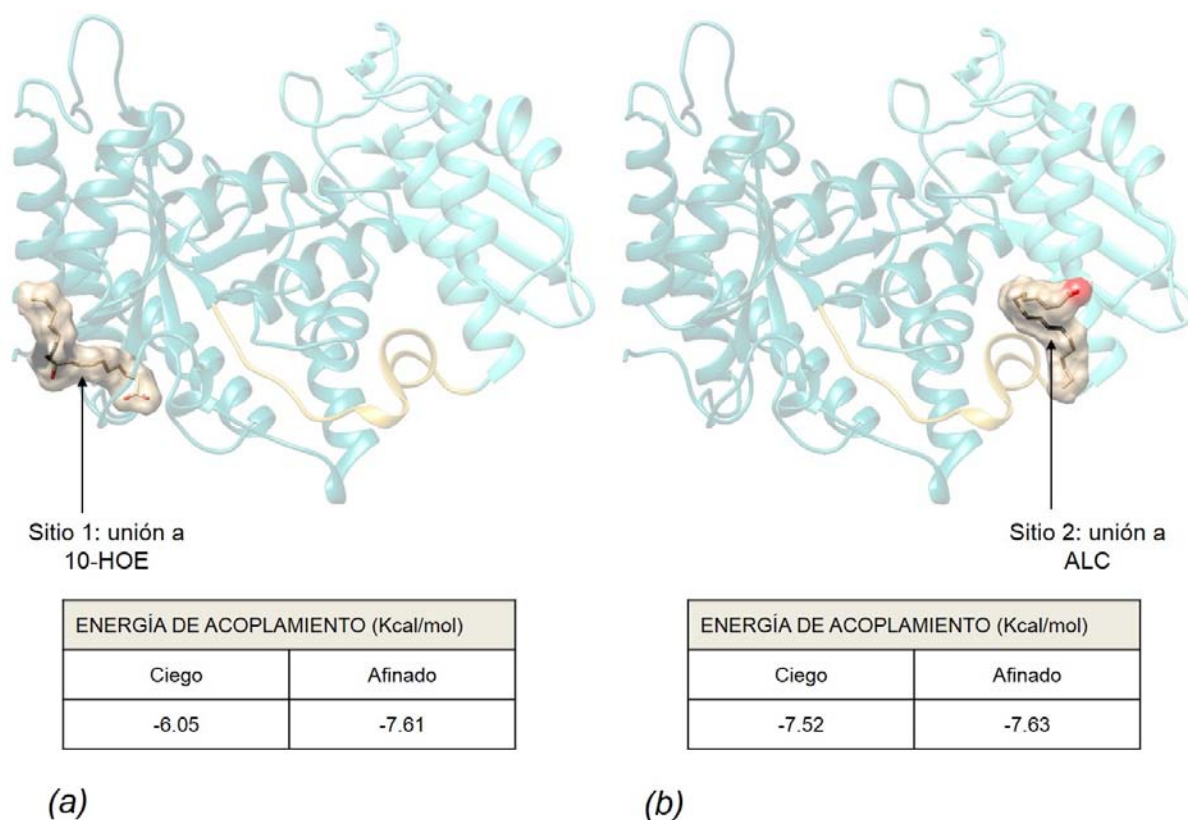 Sitio 1: unión a
10-HOE
Sitio 2: unión a
ALC
ENERGÍA DE ACOPLAMIENTO (Kcal/mol)
Ciego Afinado
-6.05 -7.61
ENERGÍA DE ACOPLAMIENTO (Kcal/mol)
Ciego Afinado
-7.52 -7.63
(a)
(b)